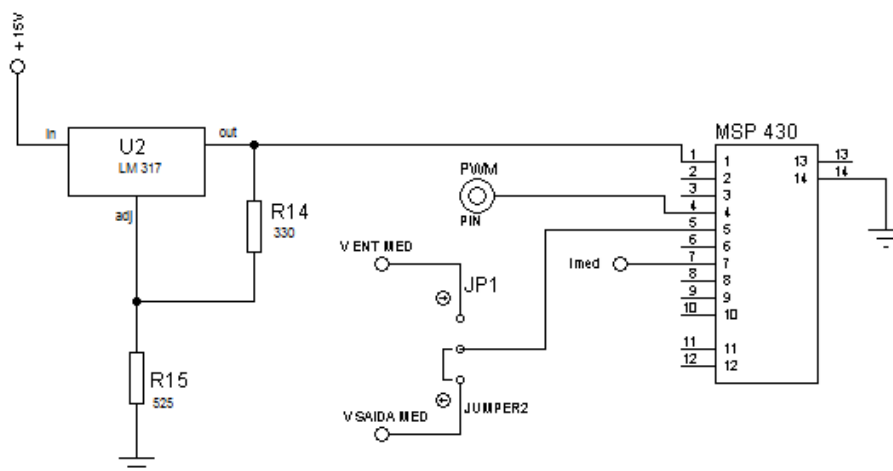 +15V
in
U2
LM 317
out
adj
R14
330
R15
525
PWM
PIN
V ENT MED
JP1
JUMPER2
V SAIDA MED
Imed
MSP 430
1 1
2 2
3 3
4 4
5 5
6 6
7 7
8 8
9 9
10 10
11 11
12 12
13 13
14 14